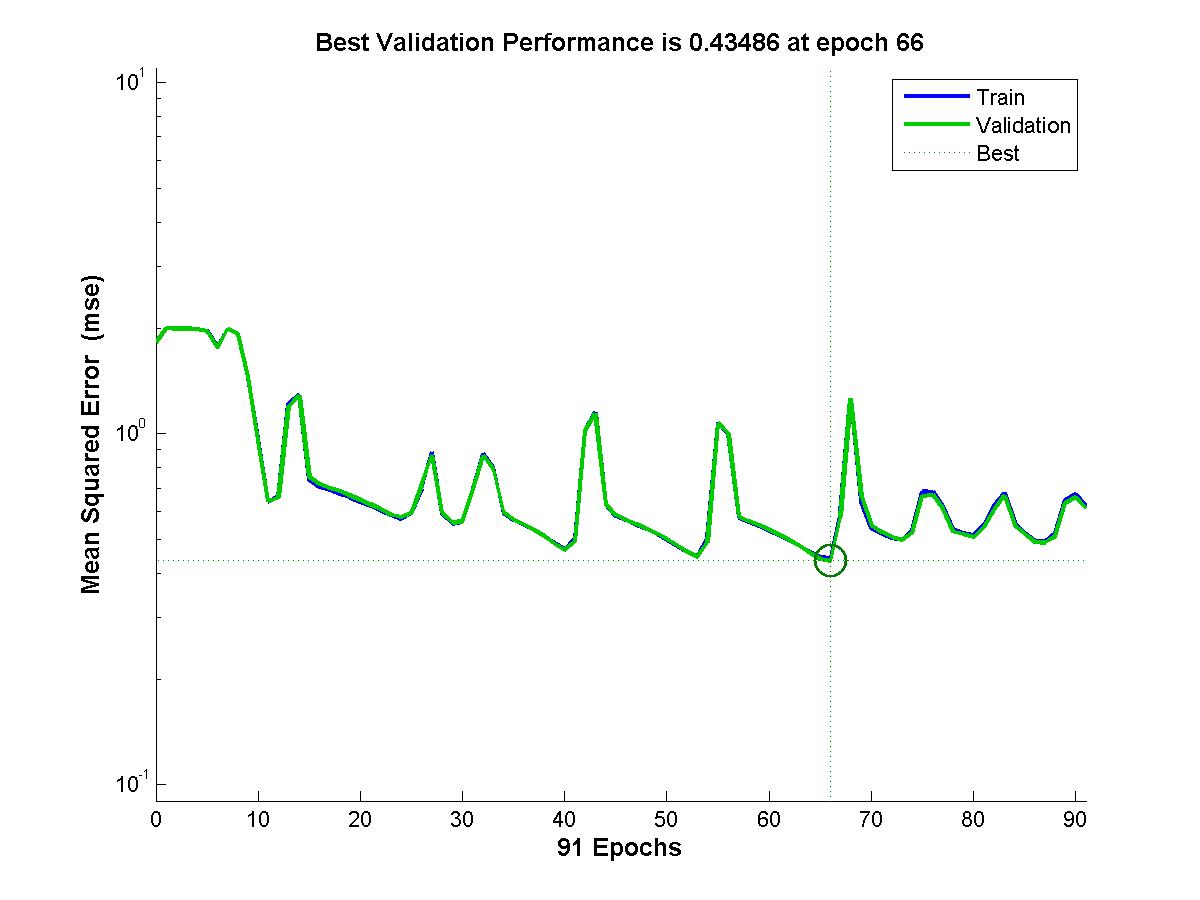 Best Validation Performance is 0.43486 at epoch 66
Train
Validation
Best
Mean Squared Error (mse)
10^1
10^0
10^-1
0 10 20 30 40 50 60 70 80 90
91 Epochs